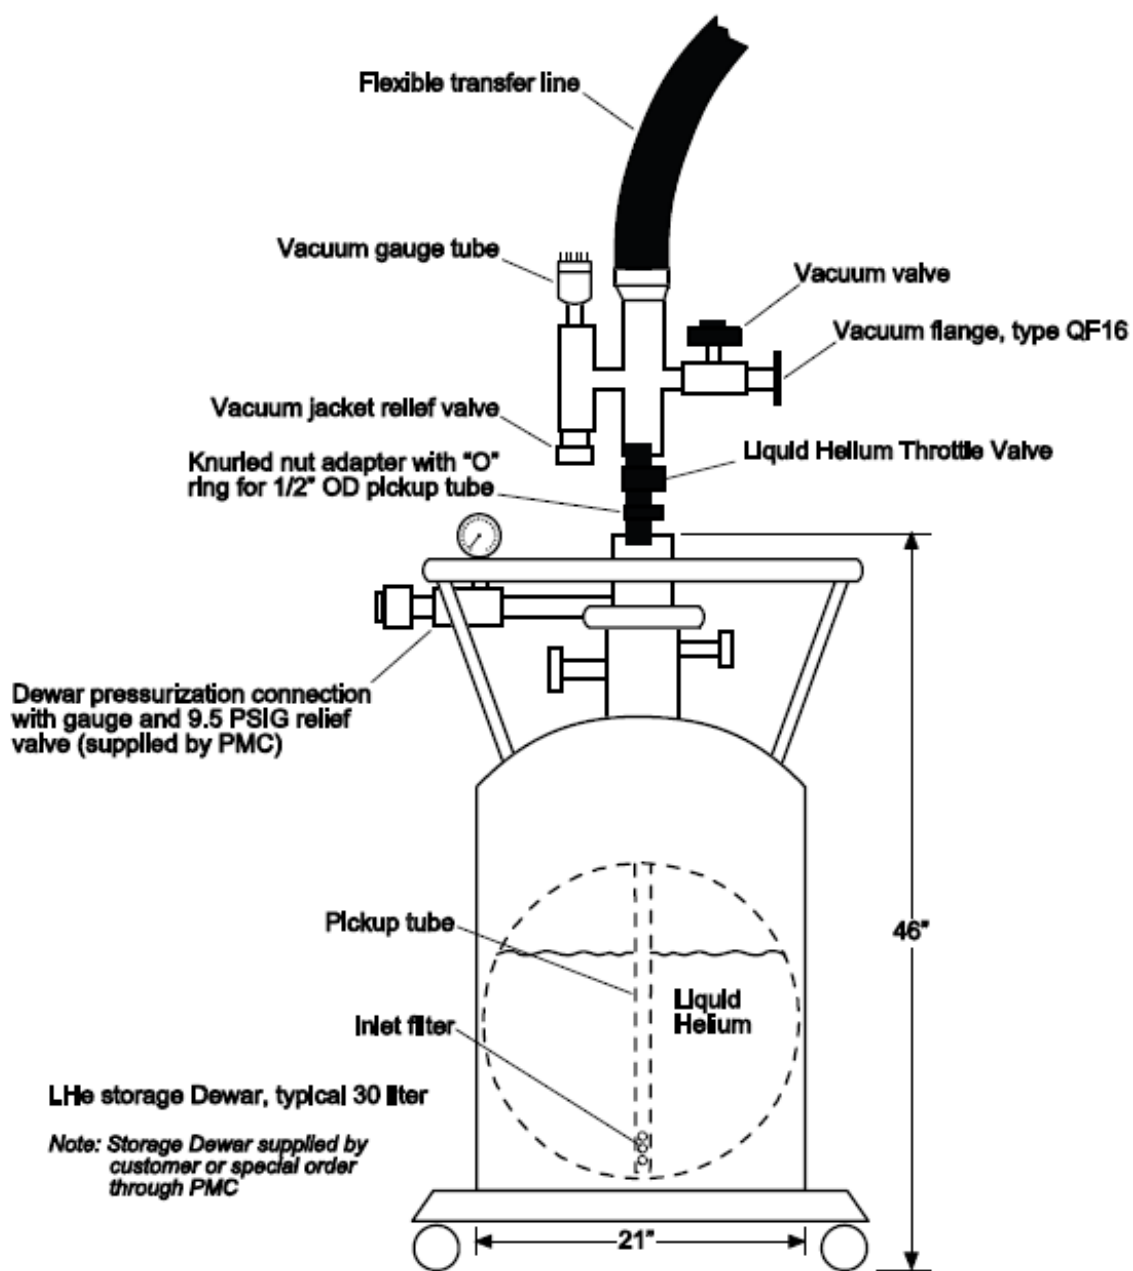 Flexible transfer line
Vacuum gauge tube
Vacuum valve
Vacuum flange, type QF16
Vacuum jacket relief valve
Liquid Helium Throttle Valve
Knurled nut adapter with "O"
ring for 1/2" OD pickup tube
Dewar pressurization connection
with gauge and 9.5 PSIG relief
valve (supplied by PMC)
46"
Pickup tube
Liquid
Helium
Inlet filter
LHe storage Dewar, typical 30 liter
Note: Storage Dewar supplied by
customer or special order
through PMC
21"